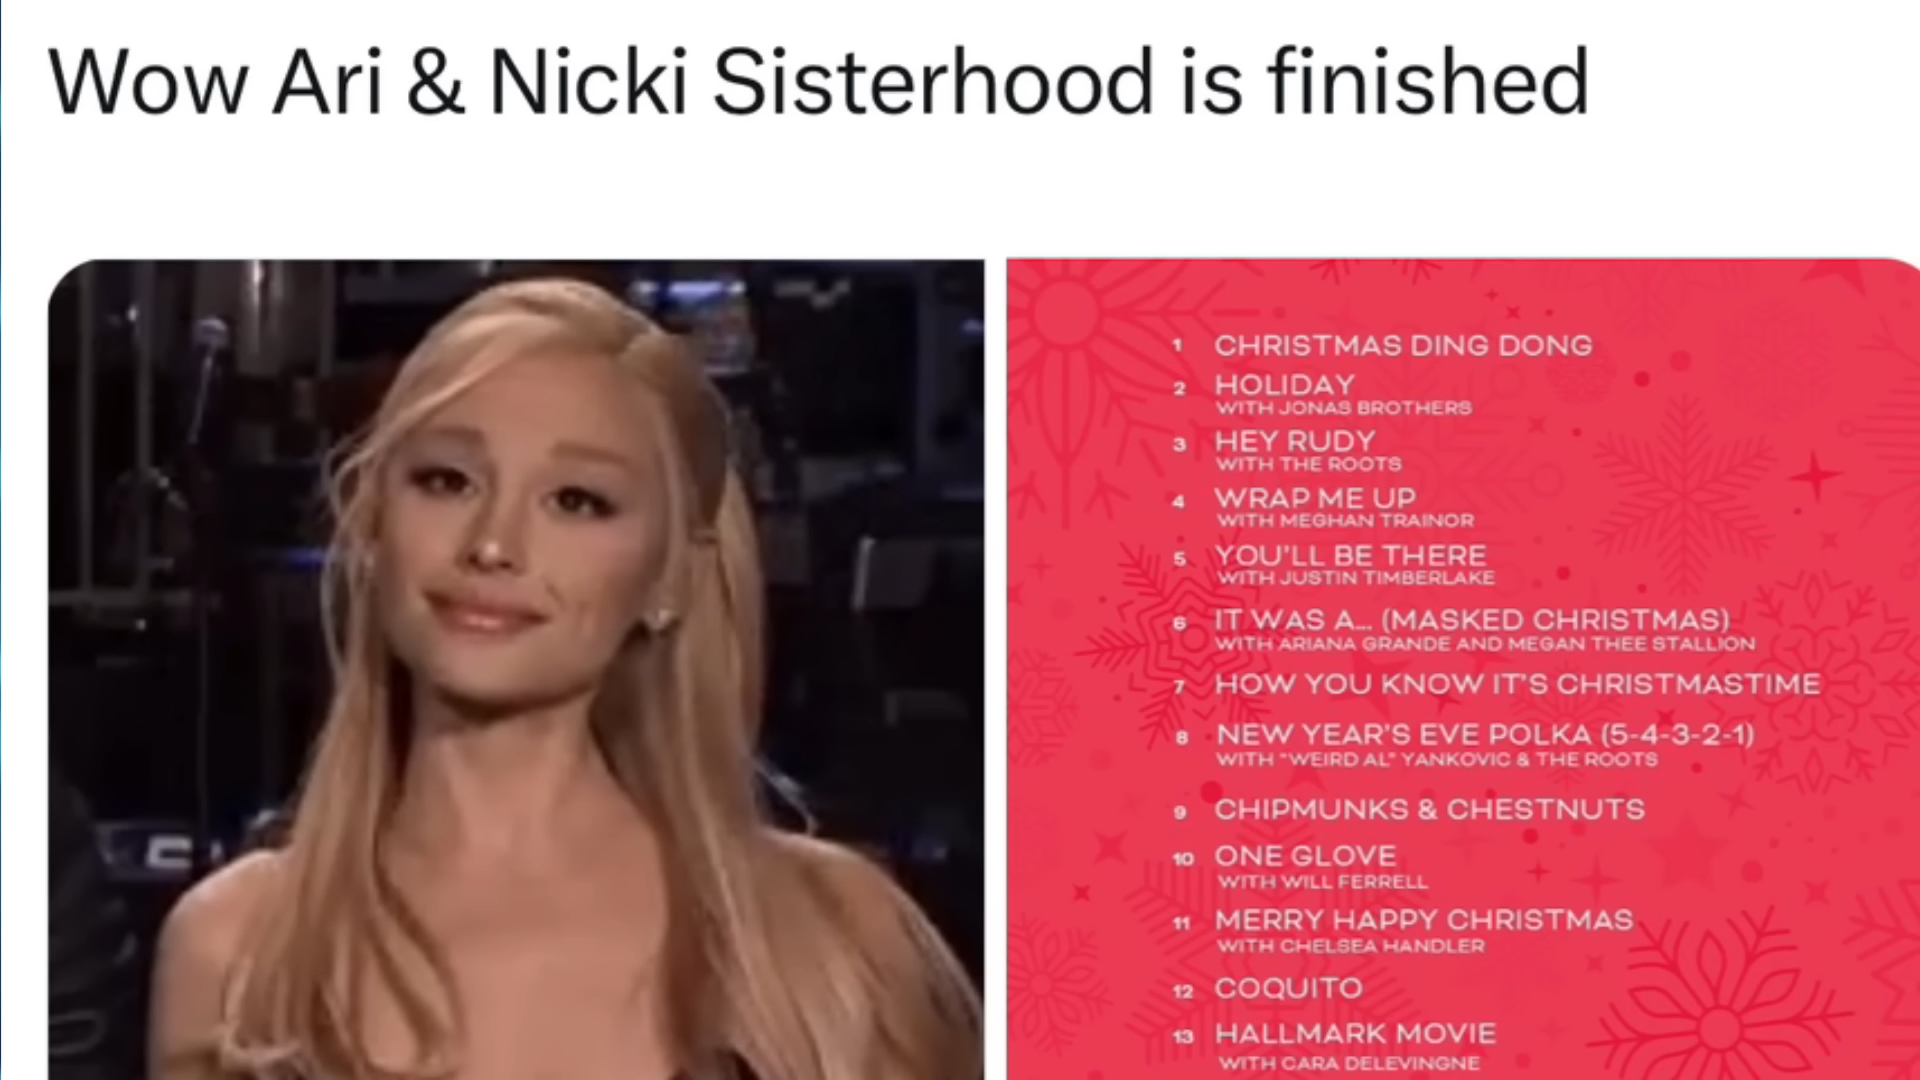 Wow Ari & Nicki Sisterhood is finished
1 CHRISTMAS DING DONG
2 HOLIDAY
WITH JONAS BROTHERS
3 HEY RUDY
WITH THE ROOTS
4 WRAP ME UP
WITH MEGHAN TRAINOR
5 YOU'LL BE THERE
WITH JUSTIN TIMBERLAKE
6 IT WAS A... (MASKED CHRISTMAS)
WITH ARIANA GRANDE AND MEGAN THEE STALLION
7 HOW YOU KNOW IT'S CHRISTMASTIME
8 NEW YEAR'S EVE POLKA (5-4-3-2-1)
WITH "WEIRD AL" YANKOVIC & THE ROOTS
9 CHIPMUNKS & CHESTNUTS
10 ONE GLOVE
WITH WILL FERRELL
11 MERRY HAPPY CHRISTMAS
WITH CHELSEA HANDLER
12 COQUITO
13 HALLMARK MOVIE
WITH CARA DELEVINGNE